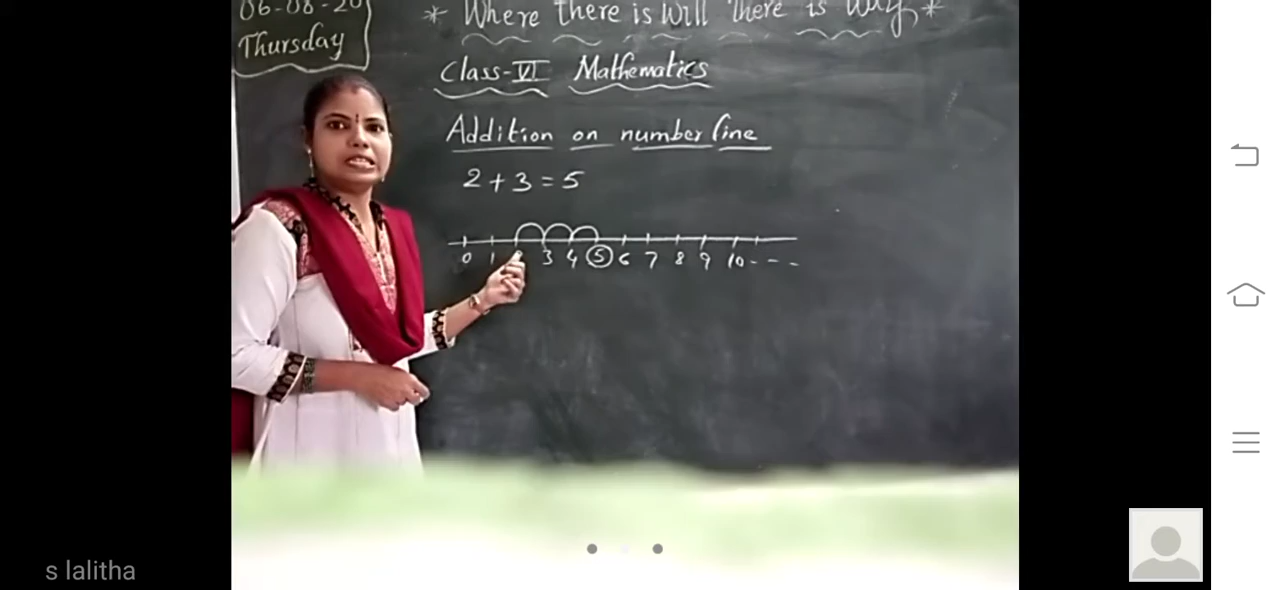 06-08-20
Thursday
* Where there is will there is way *
Class-VI Mathematics
Addition on number line
2 + 3 = 5
0 1 2 3 4 5 6 7 8 9 10 - - -
s lalitha